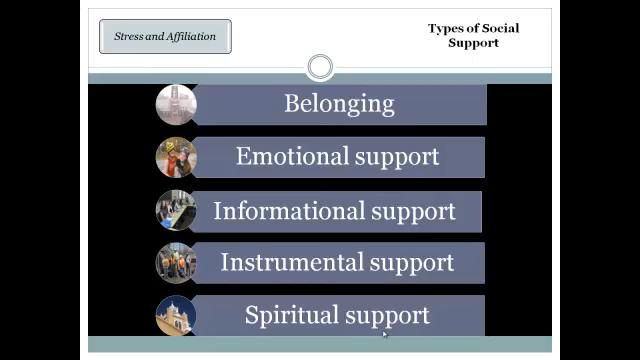 Stress and Affiliation
Types of Social
Support
Belonging
Emotional support
Informational support
Instrumental support
Spiritual support